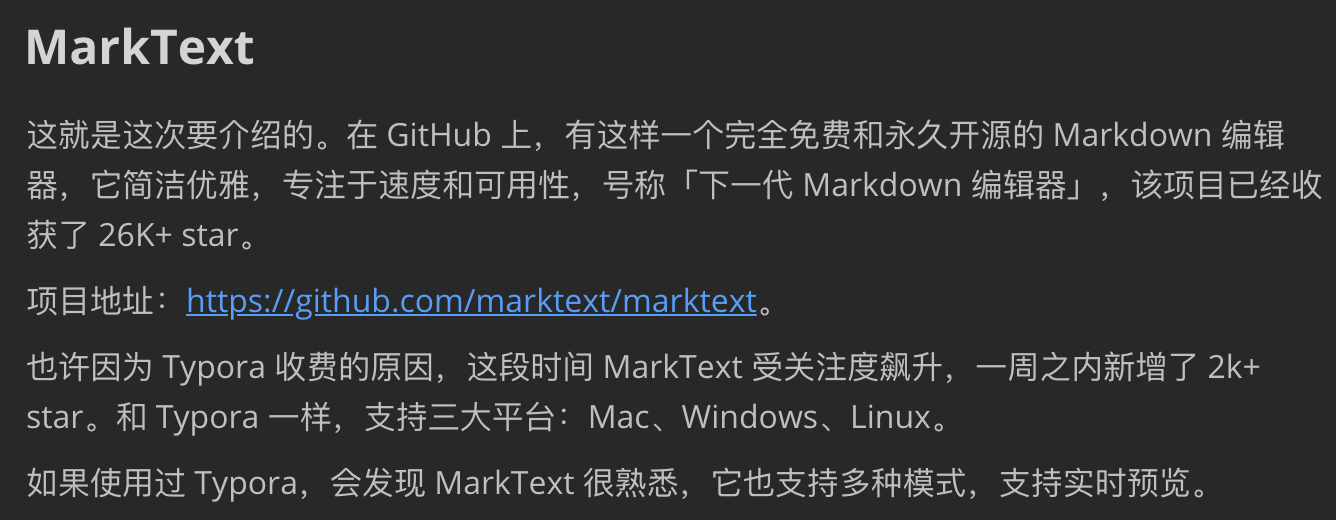 MarkText
这就是这次要介绍的。在 GitHub 上，有这样一个完全免费和永久开源的 Markdown 编辑
器，它简洁优雅，专注于速度和可用性，号称「下一代 Markdown 编辑器」，该项目已经收
获了 26K+ star。
项目地址：https://github.com/marktext/marktext。
也许因为 Typora 收费的原因，这段时间 MarkText 受关注度飙升，一周之内新增了 2k+
star。和 Typora 一样，支持三大平台：Mac、Windows、Linux。
如果使用过 Typora，会发现 MarkText 很熟悉，它也支持多种模式，支持实时预览。